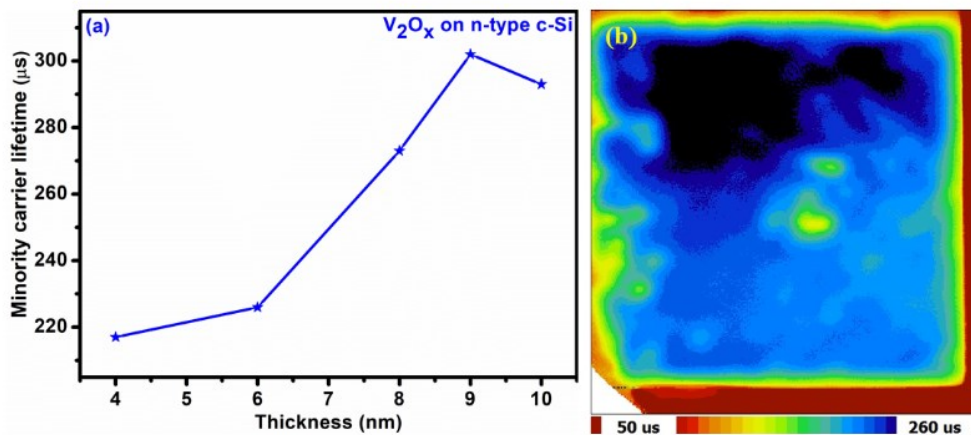 (a)
V₂Oₓ on n-type c-Si
Minority carrier lifetime (μs)
300
280
260
240
220
4 5 6 7 8 9 10
Thickness (nm)
(b)
50 us 260 us